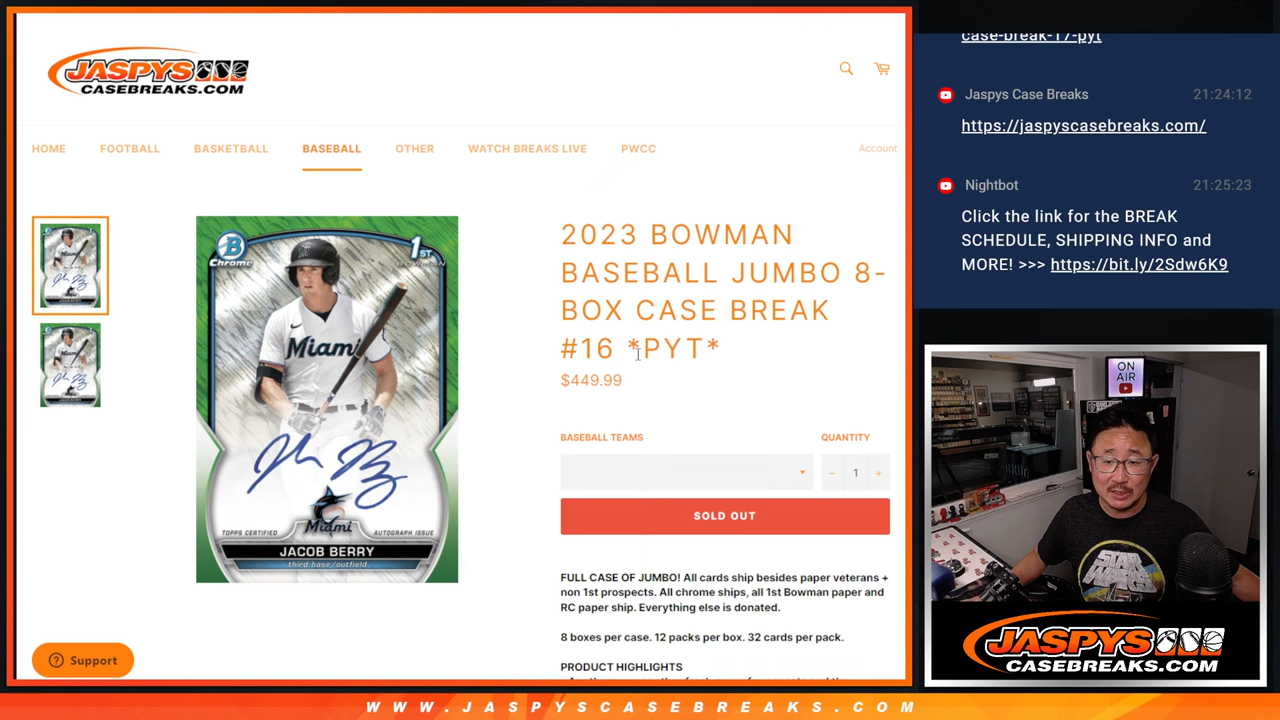 JASPYS
CASEBREAKS.COM
HOME
FOOTBALL
BASKETBALL
BASEBALL
OTHER
WATCH BREAKS LIVE
PWCC
Account
B
Chrome
1ST
BOWMAN
Miami
Miami
TOPPS CERTIFIED
AUTOGRAPH ISSUE
JACOB BERRY
third base/outfield
2023 BOWMAN
BASEBALL JUMBO 8-
BOX CASE BREAK
#16 *PYT*
$449.99
BASEBALL TEAMS
QUANTITY
− 1 +
SOLD OUT
FULL CASE OF JUMBO! All cards ship besides paper veterans +
non 1st prospects. All chrome ships, all 1st Bowman paper and
RC paper ship. Everything else is donated.
8 boxes per case. 12 packs per box. 32 cards per pack.
PRODUCT HIGHLIGHTS
Support
case-break-17-pyt
Jaspys Case Breaks 21:24:12
https://jaspyscasebreaks.com/
Nightbot 21:25:23
Click the link for the BREAK
SCHEDULE, SHIPPING INFO and
MORE! >>> https://bit.ly/2Sdw6K9
ON
AIR
STAR
WARS
JASPYS
CASEBREAKS.COM
WWW.JASPYSCASEBREAKS.COM